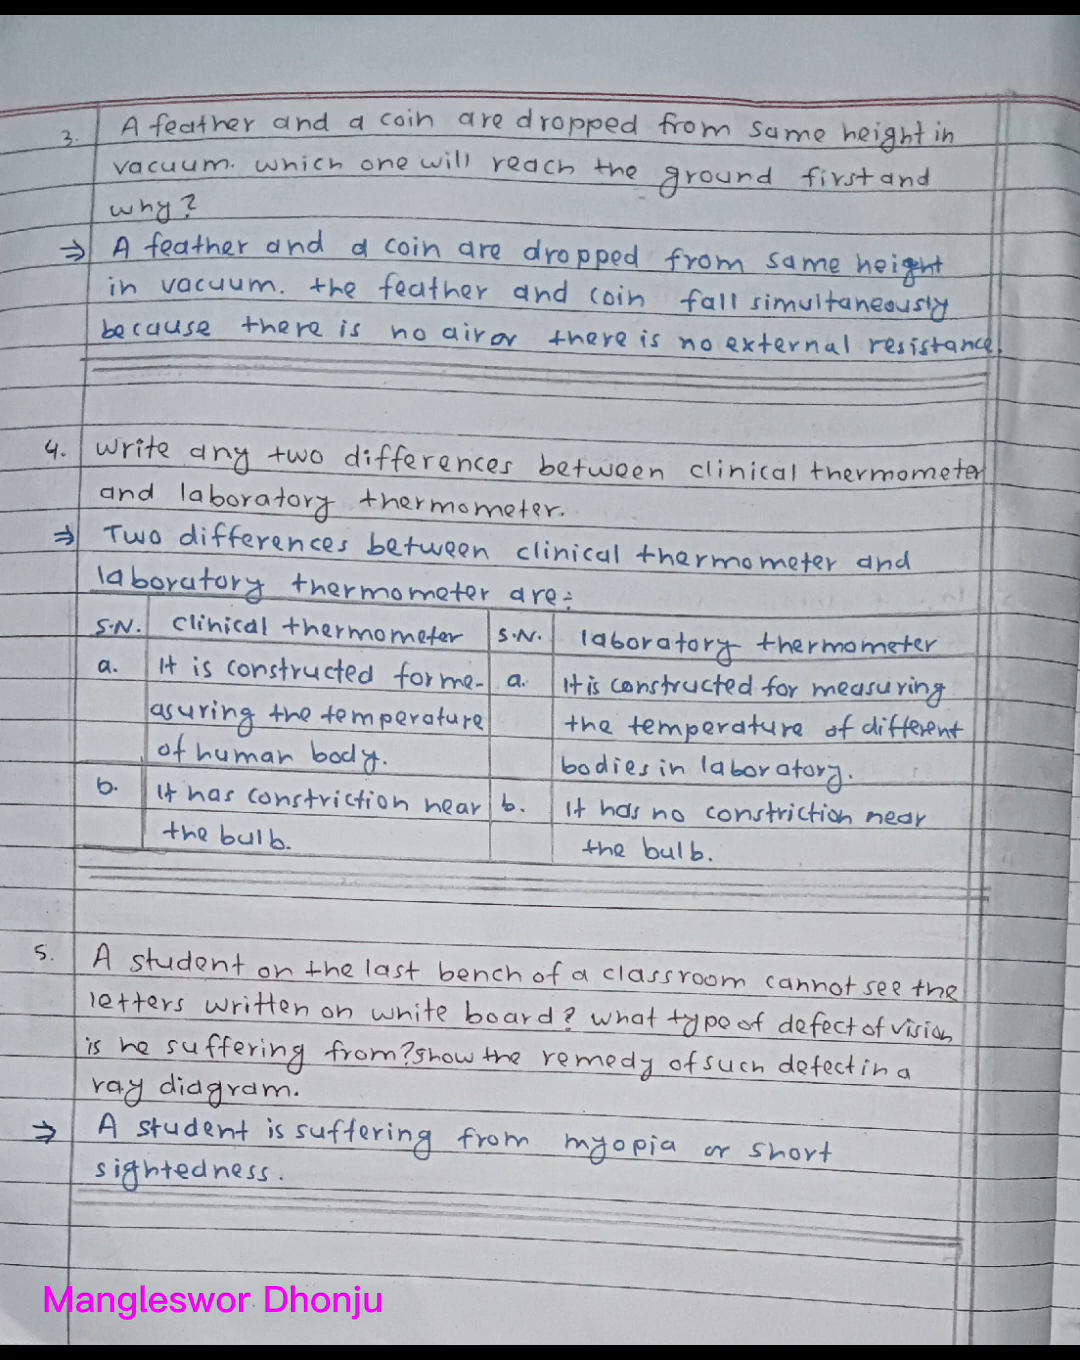 3. A feather and a coin are dropped from same height in
vacuum. which one will reach the ground first and
why?
⇒ A feather and a coin are dropped from same height
in vacuum. the feather and coin fall simultaneously
because there is no air or there is no external resistance.
4. Write any two differences between clinical thermometer
and laboratory thermometer.
⇒ Two differences between clinical thermometer and
laboratory thermometer are:
S.N. Clinical thermometer S.N. laboratory thermometer
a. It is constructed for me- a. It is constructed for measuring
asuring the temperature the temperature of different
of human body. bodies in laboratory.
b. It has constriction near b. It has no constriction near
the bulb. the bulb.
5. A student on the last bench of a classroom cannot see the
letters written on white board? what type of defect of vision
is he suffering from? show the remedy of such defect in a
ray diagram.
⇒ A student is suffering from myopia or short
sightedness.
Mangleswor Dhonju